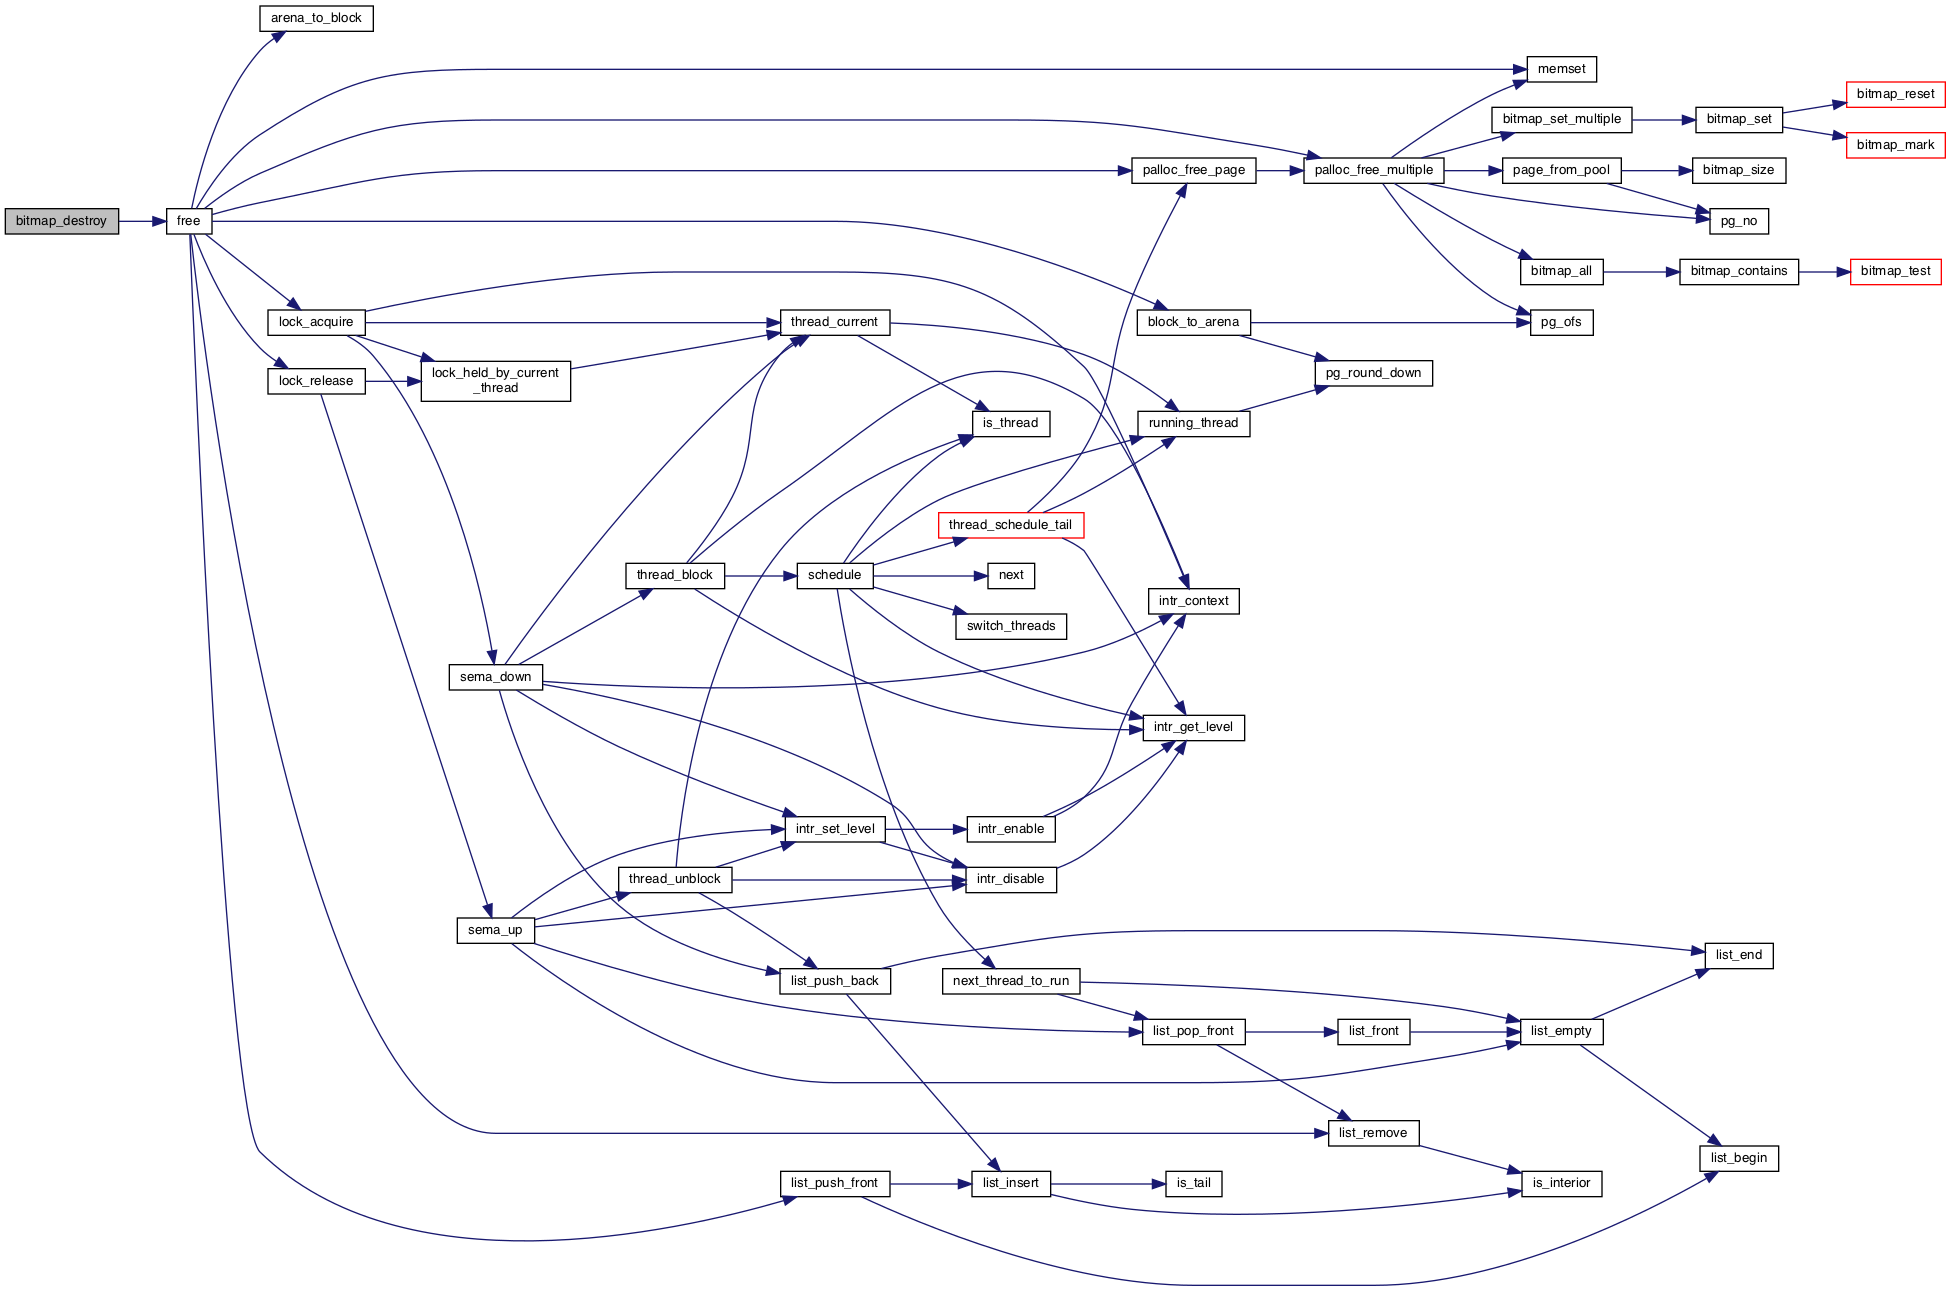 arena_to_block
memset
bitmap_reset
bitmap_set_multiple
bitmap_set
bitmap_mark
palloc_free_page
palloc_free_multiple
page_from_pool
bitmap_size
bitmap_destroy
free
pg_no
bitmap_all
bitmap_contains
bitmap_test
lock_acquire
thread_current
block_to_arena
pg_ofs
lock_release
lock_held_by_current
_thread
pg_round_down
is_thread
running_thread
thread_schedule_tail
thread_block
schedule
next
intr_context
switch_threads
sema_down
intr_get_level
intr_set_level
intr_enable
thread_unblock
intr_disable
sema_up
list_end
list_push_back
next_thread_to_run
list_pop_front
list_front
list_empty
list_remove
list_begin
list_push_front
list_insert
is_tail
is_interior